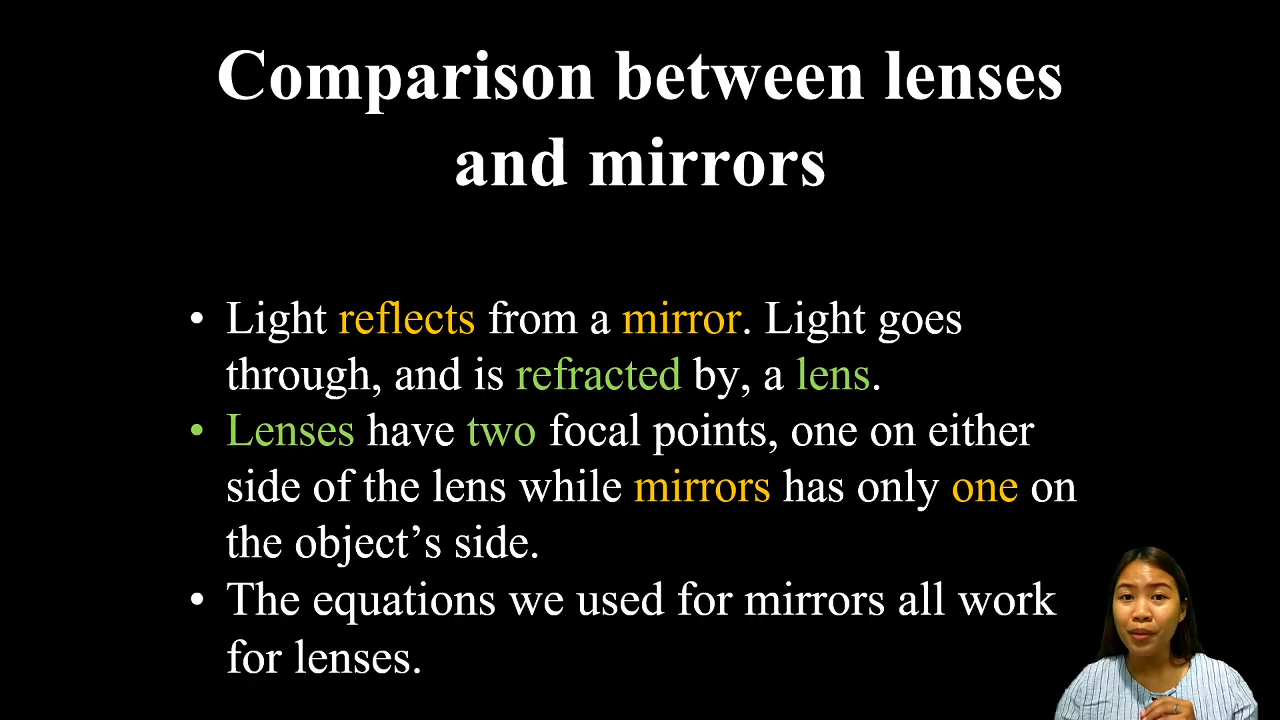 Comparison between lenses
and mirrors
• Light reflects from a mirror. Light goes
through, and is refracted by, a lens.
• Lenses have two focal points, one on either
side of the lens while mirrors has only one on
the object’s side.
• The equations we used for mirrors all work
for lenses.